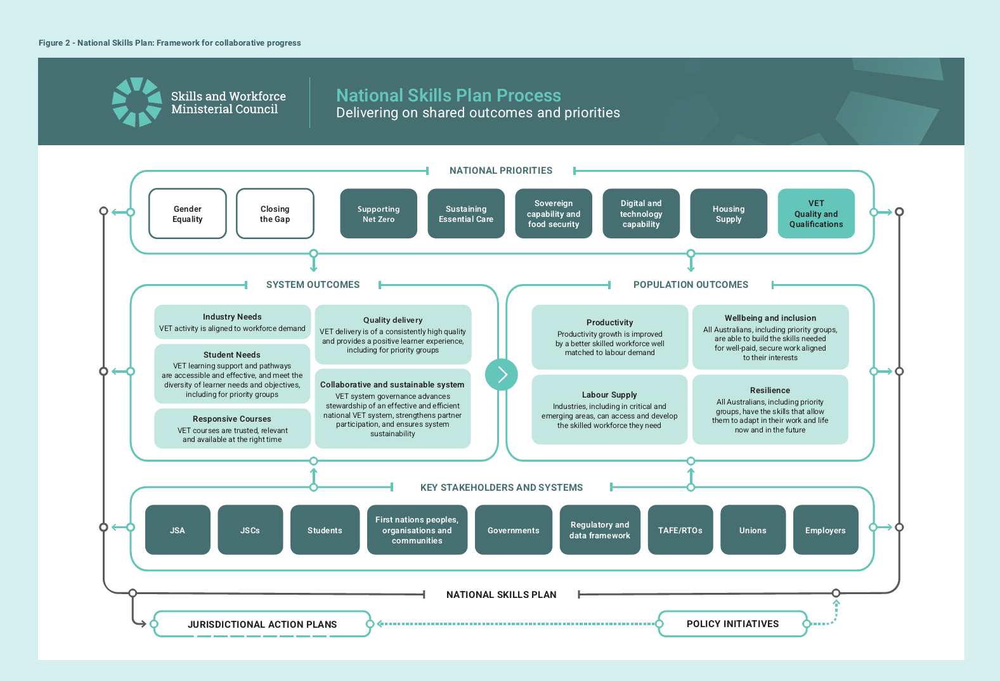 Figure 2 - National Skills Plan: Framework for collaborative progress
Skills and Workforce
Ministerial Council
National Skills Plan Process
Delivering on shared outcomes and priorities
NATIONAL PRIORITIES
Gender
Equality
Closing
the Gap
Supporting
Net Zero
Sustaining
Essential Care
Sovereign
capability and
food security
Digital and
technology
capability
Housing
Supply
VET
Quality and
Qualifications
SYSTEM OUTCOMES
Industry Needs
VET activity is aligned to workforce demand
Student Needs
VET learning support and pathways
are accessible and effective, and meet the
diversity of learner needs and objectives,
including for priority groups
Responsive Courses
VET courses are trusted, relevant
and available at the right time
Quality delivery
VET delivery is of a consistently high quality
and provides a positive learner experience,
including for priority groups
Collaborative and sustainable system
VET system governance advances
stewardship of an effective and efficient
national VET system, strengthens partner
participation, and ensures system
sustainability
POPULATION OUTCOMES
Productivity
Productivity growth is improved
by a better skilled workforce well
matched to labour demand
Wellbeing and inclusion
All Australians, including priority groups,
are able to build the skills needed
for well-paid, secure work aligned
to their interests
Labour Supply
Industries, including in critical and
emerging areas, can access and develop
the skilled workforce they need
Resilience
All Australians, including priority
groups, have the skills that allow
them to adapt in their work and life
now and in the future
KEY STAKEHOLDERS AND SYSTEMS
JSA
JSCs
Students
First nations peoples,
organisations and
communities
Governments
Regulatory and
data framework
TAFE/RTOs
Unions
Employers
NATIONAL SKILLS PLAN
JURISDICTIONAL ACTION PLANS
POLICY INITIATIVES